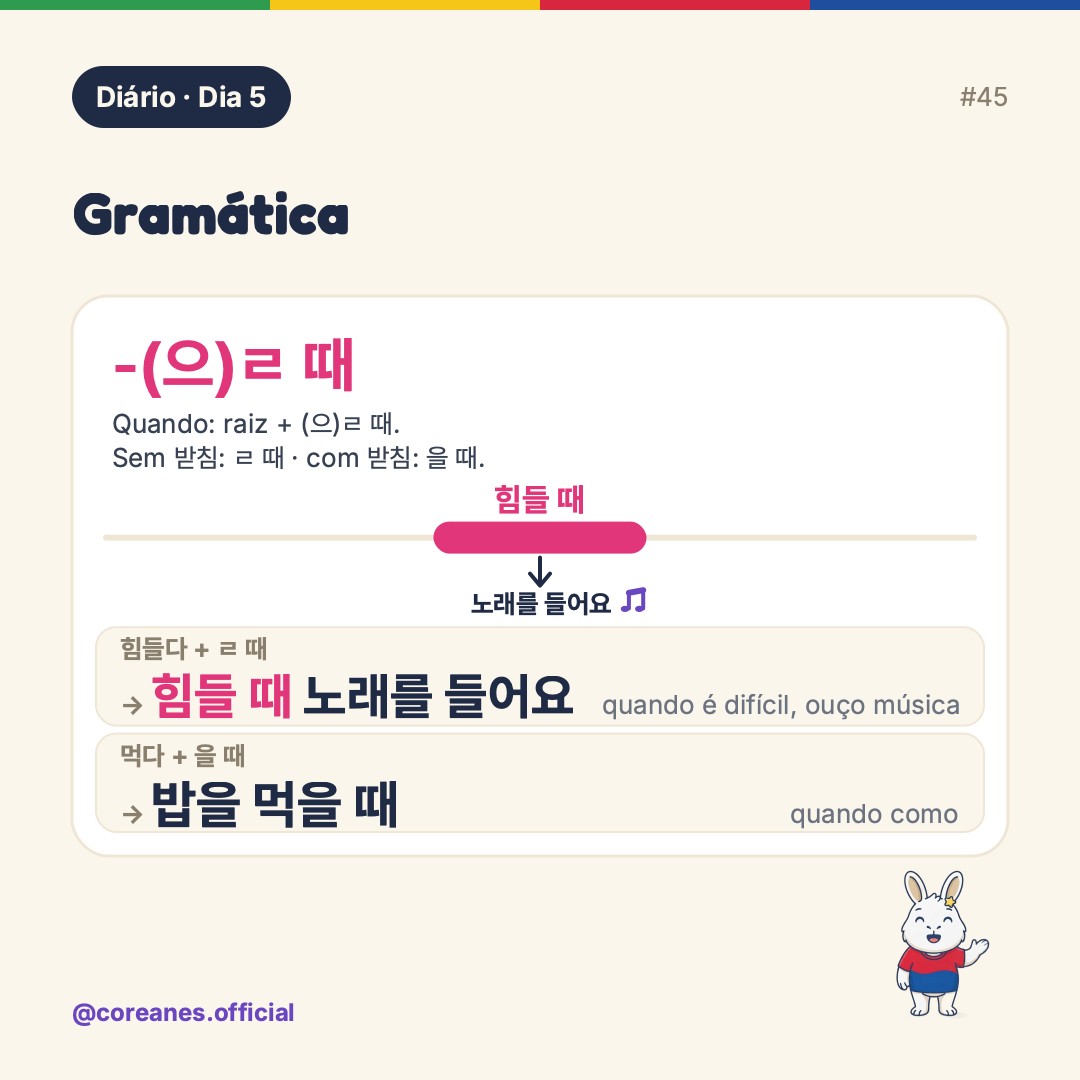 Diário · Dia 5
#45
Gramática
-(으)ㄹ 때
Quando: raiz + (으)ㄹ 때.
Sem 받침: ㄹ 때 · com 받침: 을 때.
힘들 때
노래를 들어요
힘들다 + ㄹ 때
→ 힘들 때 노래를 들어요 quando é difícil, ouço música
먹다 + 을 때
→ 밥을 먹을 때 quando como
@coreanes.official